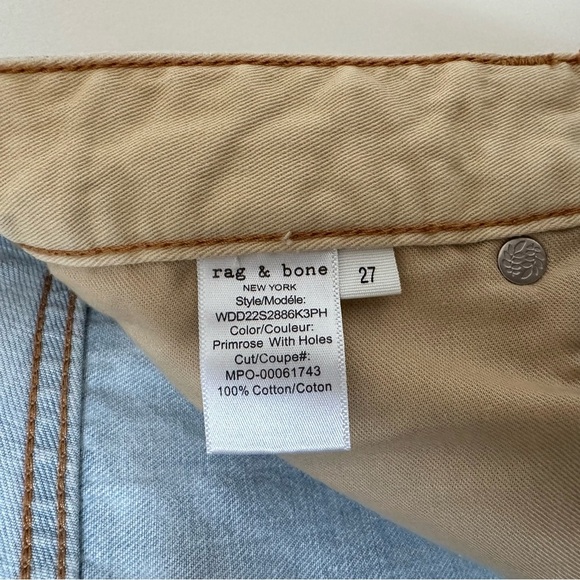 rag & bone
NEW YORK
Style/Modéle:
WDD22S2886K3PH
Color/Couleur:
Primrose With Holes
Cut/Coupe#:
MPO-00061743
100% Cotton/Coton
27